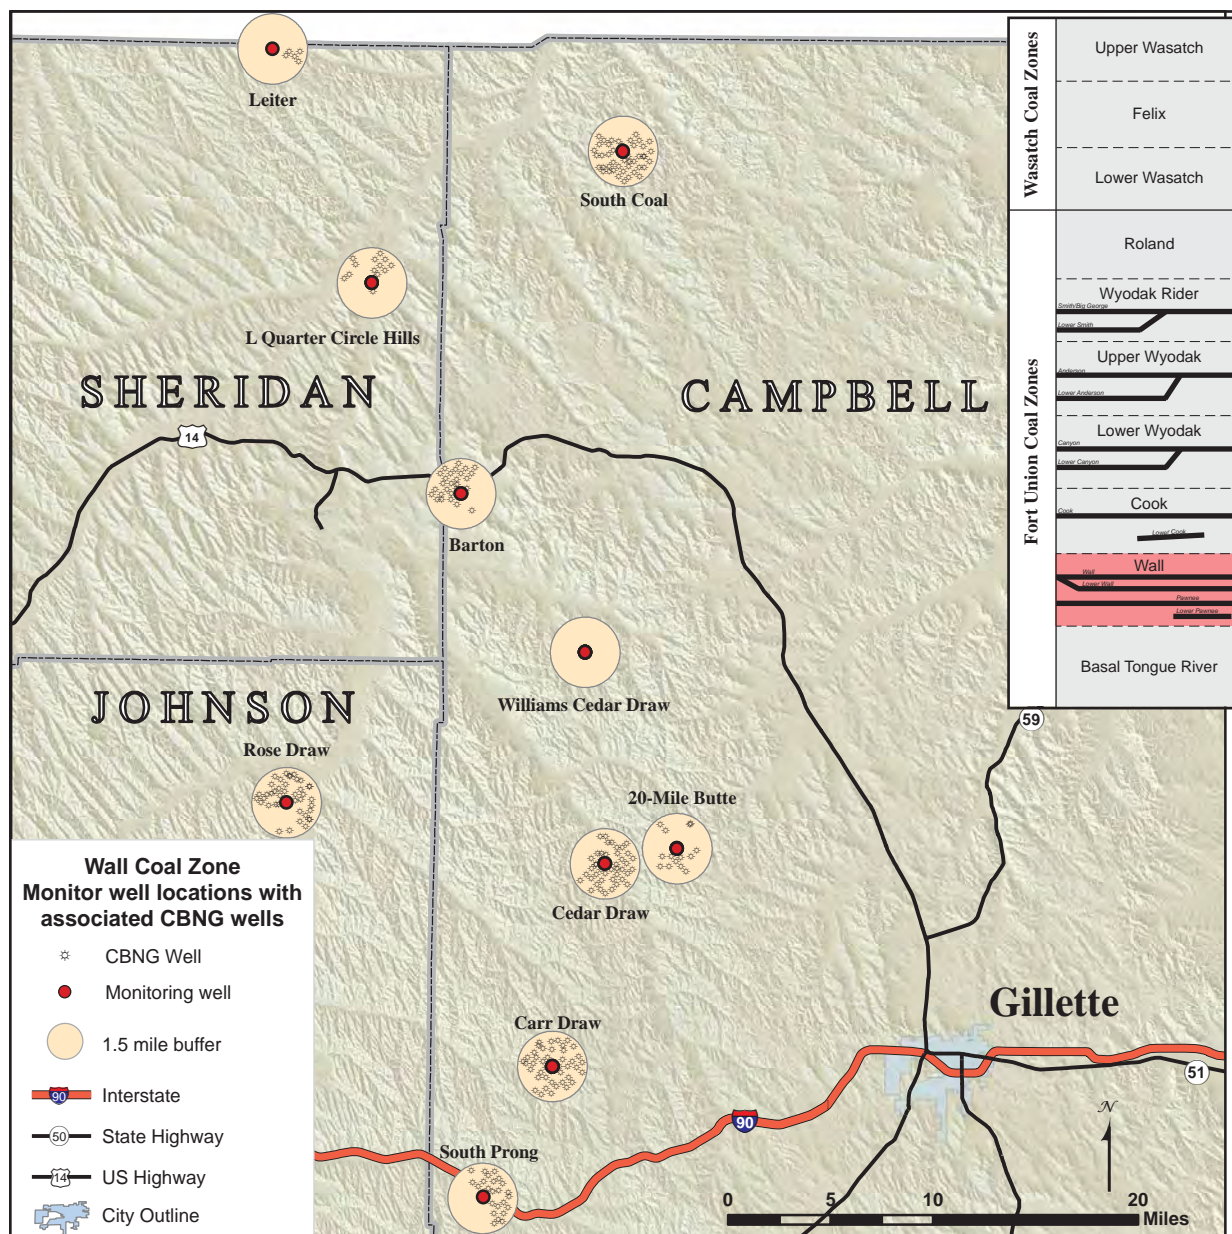 Leiter
South Coal
L Quarter Circle Hills
SHERIDAN
CAMPBELL
14
Barton
Williams Cedar Draw
JOHNSON
Rose Draw
20-Mile Butte
Cedar Draw
59
Gillette
Carr Draw
51
90
South Prong
N
0 5 10 20
Miles
Wasatch Coal Zones
Upper Wasatch
Felix
Lower Wasatch
Fort Union Coal Zones
Roland
Wyodak Rider
Smith/Big George
Lower Smith
Upper Wyodak
Anderson
Lower Anderson
Lower Wyodak
Canyon
Lower Canyon
Cook
Cook
Lower Cook
Wall
Wall
Lower Wall
Pawnee
Lower Pawnee
Basal Tongue River
Wall Coal Zone
Monitor well locations with
associated CBNG wells
CBNG Well
Monitoring well
1.5 mile buffer
90 Interstate
50 State Highway
14 US Highway
City Outline